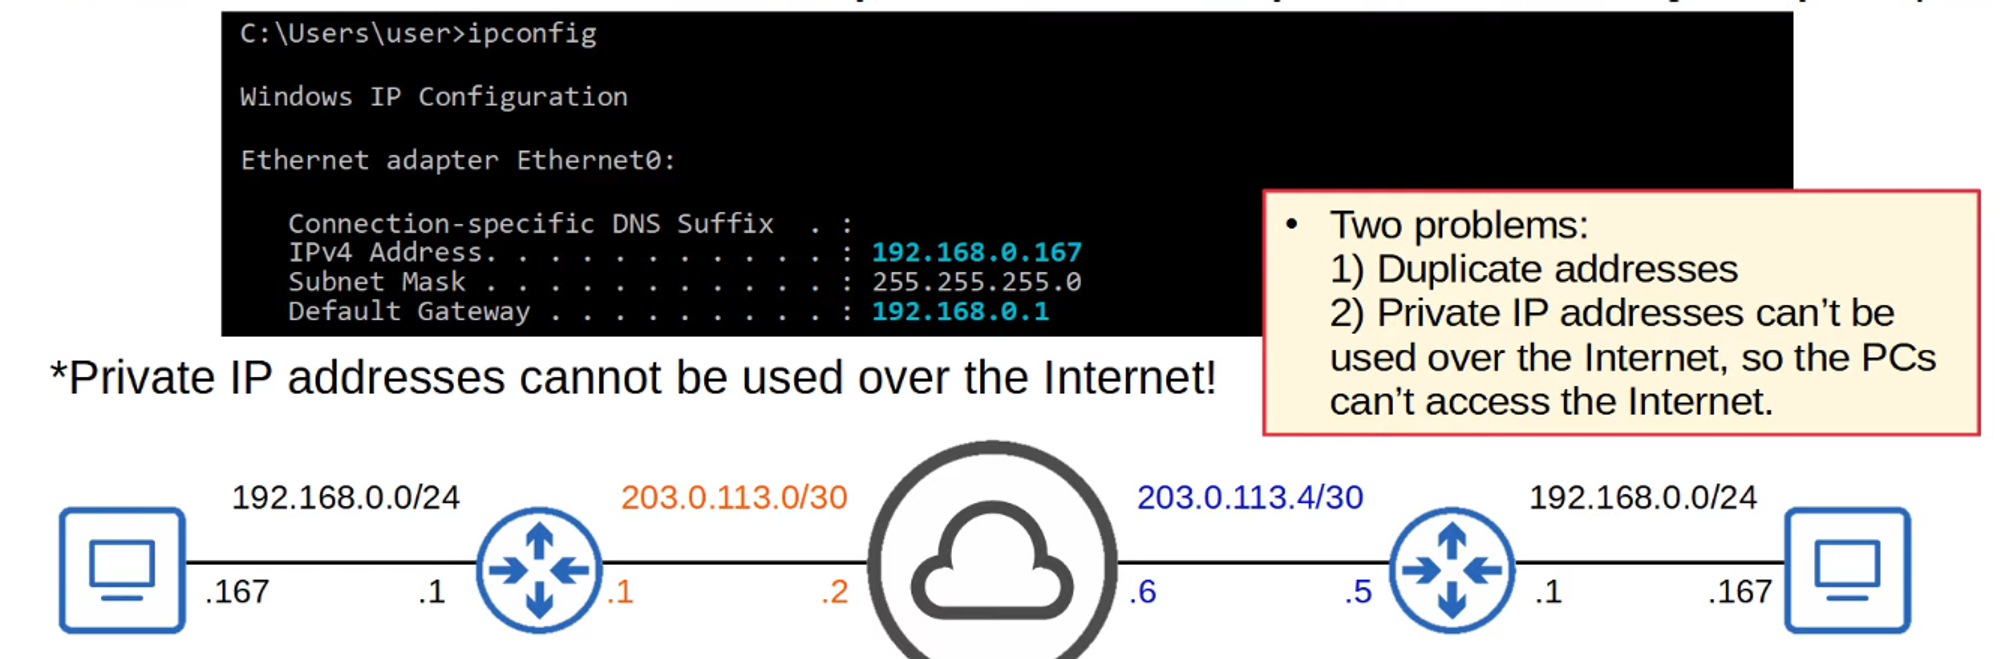 C:\Users\user>ipconfig
Windows IP Configuration
Ethernet adapter Ethernet0:
Connection-specific DNS Suffix  . :
IPv4 Address. . . . . . . . . . . : 192.168.0.167
Subnet Mask . . . . . . . . . . . : 255.255.255.0
Default Gateway . . . . . . . . . : 192.168.0.1
• Two problems:
1) Duplicate addresses
2) Private IP addresses can’t be
used over the Internet, so the PCs
can’t access the Internet.
*Private IP addresses cannot be used over the Internet!
192.168.0.0/24 203.0.113.0/30 203.0.113.4/30 192.168.0.0/24
.167 .1 .1 .2 .6 .5 .1 .167